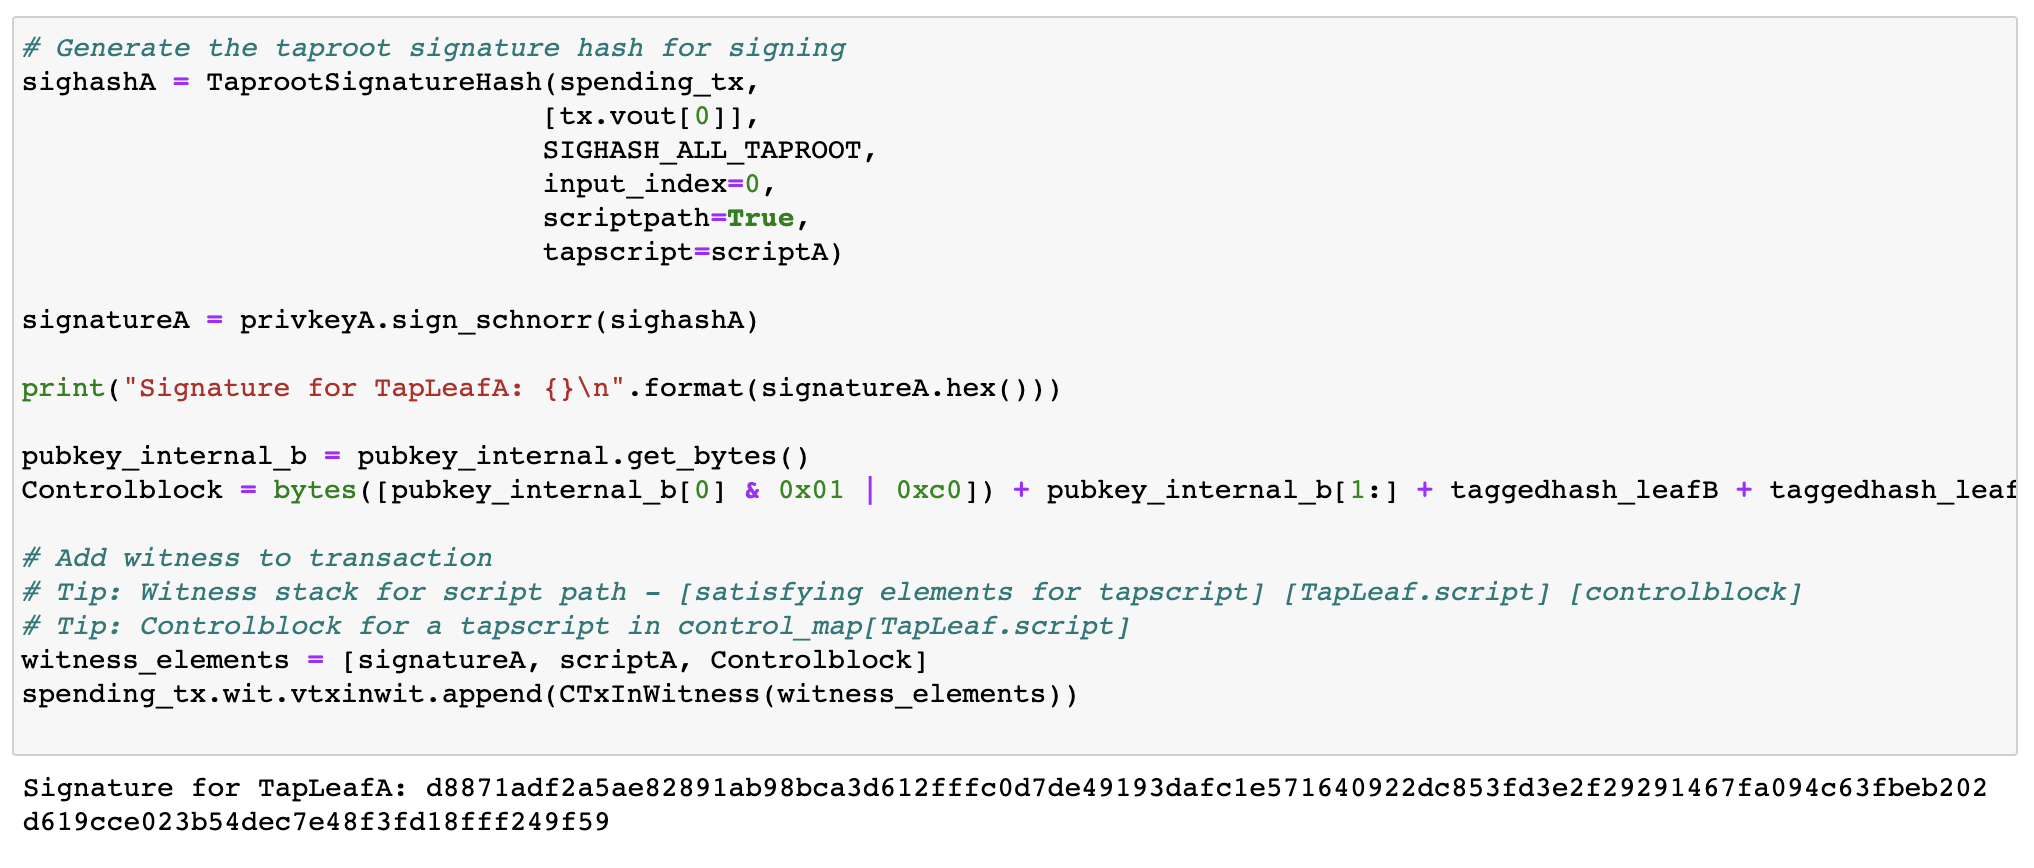 # Generate the taproot signature hash for signing
sighashA = TaprootSignatureHash(spending_tx,
[tx.vout[0]],
SIGHASH_ALL_TAPROOT,
input_index=0,
scriptpath=True,
tapscript=scriptA)
signatureA = privkeyA.sign_schnorr(sighashA)
print("Signature for TapLeafA: {}\n".format(signatureA.hex()))
pubkey_internal_b = pubkey_internal.get_bytes()
Controlblock = bytes([pubkey_internal_b[0] & 0x01 | 0xc0]) + pubkey_internal_b[1:] + taggedhash_leafB + taggedhash_leaf
# Add witness to transaction
# Tip: Witness stack for script path - [satisfying elements for tapscript] [TapLeaf.script] [controlblock]
# Tip: Controlblock for a tapscript in control_map[TapLeaf.script]
witness_elements = [signatureA, scriptA, Controlblock]
spending_tx.wit.vtxinwit.append(CTxInWitness(witness_elements))
Signature for TapLeafA: d8871adf2a5ae82891ab98bca3d612fffc0d7de49193dafc1e571640922dc853fd3e2f29291467fa094c63fbeb202
d619cce023b54dec7e48f3fd18fff249f59